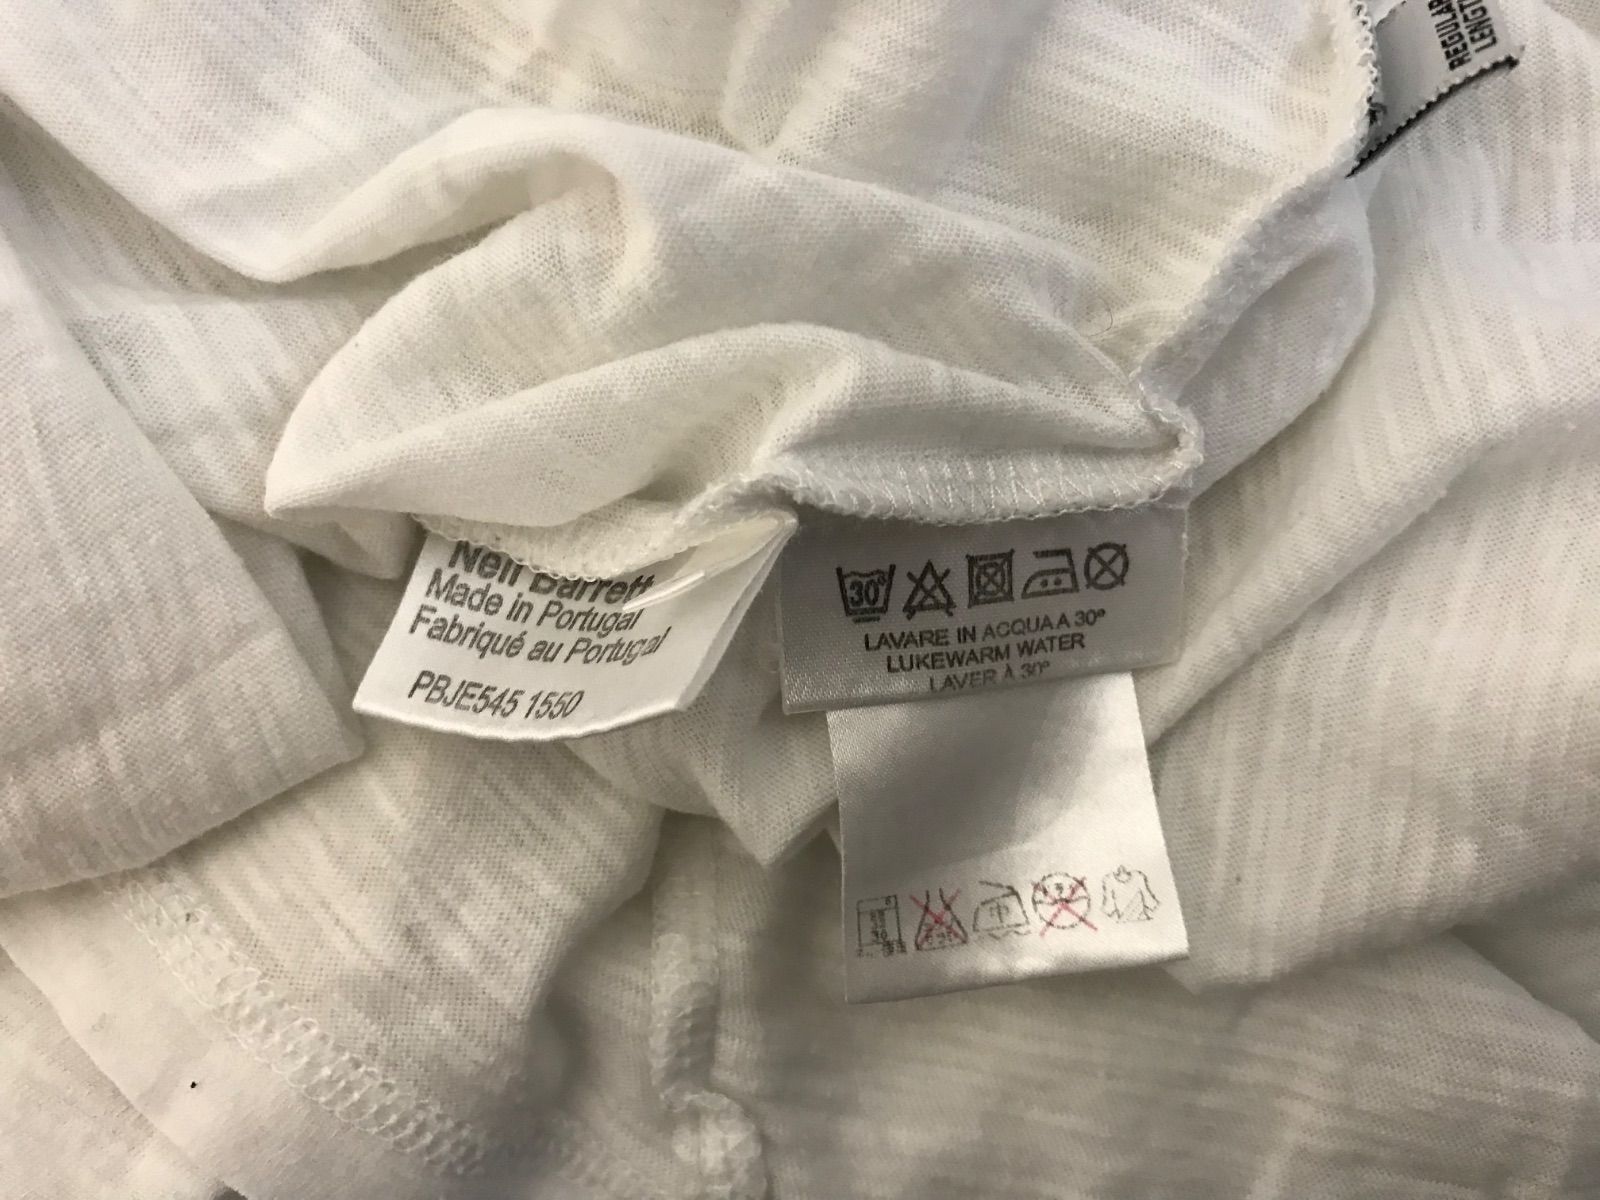 REGULAR
LENGTH
Neil Barrett
Made in Portugal
Fabriqué au Portugal
PBJE545 1550
30°
LAVARE IN ACQUA A 30°
LUKEWARM WATER
LAVER À 30°